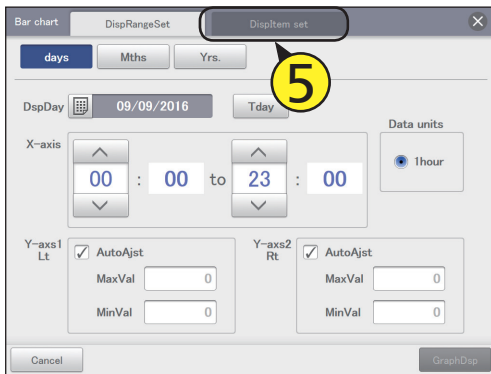 Bar chart DispRangeSet DispItem set
days Mths Yrs.
5
DspDay 09/09/2016 Tday
Data units
X-axis
00 : 00 to 23 : 00
1hour
Y-axs1 Lt AutoAjst Y-axs2 Rt AutoAjst
MaxVal 0 MaxVal 0
MinVal 0 MinVal 0
Cancel GraphDsp